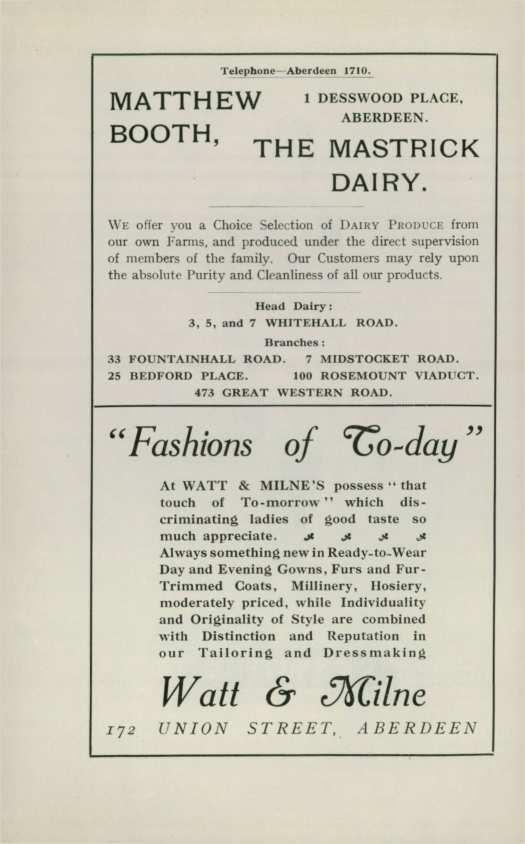 Telephone—Aberdeen 1710.
MATTHEW
BOOTH,
1 DESSWOOD PLACE,
ABERDEEN.
THE MASTRICK
DAIRY.
WE offer you a Choice Selection of DAIRY PRODUCE from
our own Farms, and produced under the direct supervision
of members of the family. Our Customers may rely upon
the absolute Purity and Cleanliness of all our products.
Head Dairy:
3, 5, and 7 WHITEHALL ROAD.
Branches:
33 FOUNTAINHALL ROAD. 7 MIDSTOCKET ROAD.
25 BEDFORD PLACE. 100 ROSEMOUNT VIADUCT.
473 GREAT WESTERN ROAD.
"Fashions of To-day"
At WATT & MILNE'S possess "that
touch of To-morrow" which dis-
criminating ladies of good taste so
much appreciate.
Always something new in Ready-to-Wear
Day and Evening Gowns, Furs and Fur-
Trimmed Coats, Millinery, Hosiery,
moderately priced, while Individuality
and Originality of Style are combined
with Distinction and Reputation in
our Tailoring and Dressmaking
Watt & Milne
172 UNION STREET, ABERDEEN